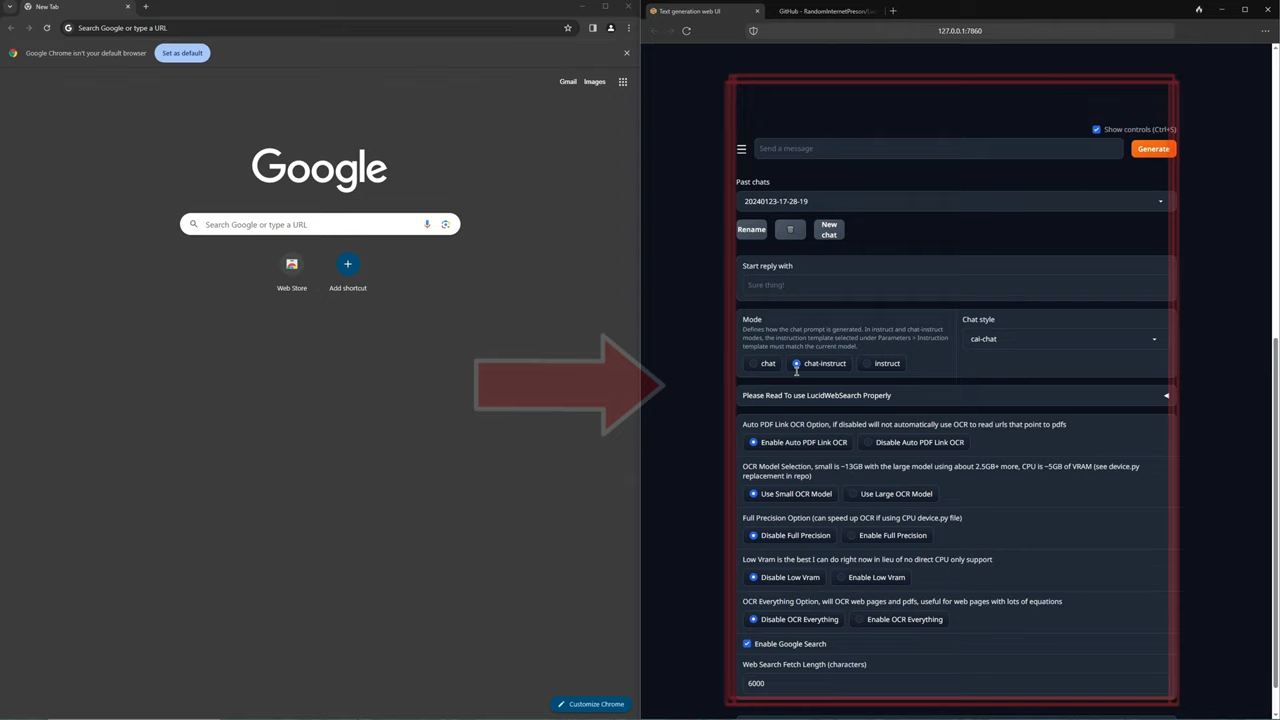 New Tab
Search Google or type a URL
Google Chrome isn't your default browser
Set as default
Gmail
Images
Google
Search Google or type a URL
Web Store
Add shortcut
Customize Chrome
Text generation web UI
GitHub - RandomInternetPreson/
127.0.0.1:7860
Show controls (Ctrl+S)
Send a message
Generate
Past chats
20240123-17-28-19
Rename
New
chat
Start reply with
Sure thing!
Mode
Defines how the chat prompt is generated. In instruct and chat-instruct
modes, the instruction template selected under Parameters > Instruction
template must match the current model.
chat
chat-instruct
instruct
Chat style
cai-chat
Please Read To use LucidWebSearch Properly
Auto PDF Link OCR Option, if disabled will not automatically use OCR to read urls that point to pdfs
Enable Auto PDF Link OCR
Disable Auto PDF Link OCR
OCR Model Selection, small is ~13GB with the large model using about 2.5GB+ more, CPU is ~5GB of VRAM (see device.py
replacement in repo)
Use Small OCR Model
Use Large OCR Model
Full Precision Option (can speed up OCR if using CPU device.py file)
Disable Full Precision
Enable Full Precision
Low Vram is the best I can do right now in lieu of no direct CPU only support
Disable Low Vram
Enable Low Vram
OCR Everything Option, will OCR web pages and pdfs, useful for web pages with lots of equations
Disable OCR Everything
Enable OCR Everything
Enable Google Search
Web Search Fetch Length (characters)
6000